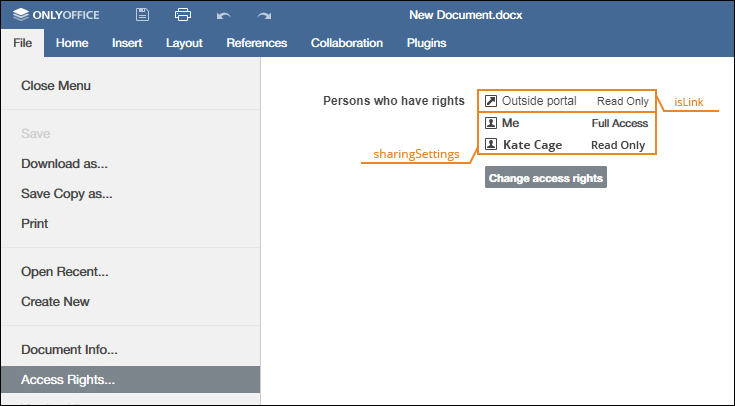 ONLYOFFICE
New Document.docx
File Home Insert Layout References Collaboration Plugins
Close Menu
Save
Download as...
Save Copy as...
Print
Open Recent...
Create New
Document Info...
Access Rights...
Persons who have rights
Outside portal Read Only
isLink
Me Full Access
Kate Cage Read Only
sharingSettings
Change access rights